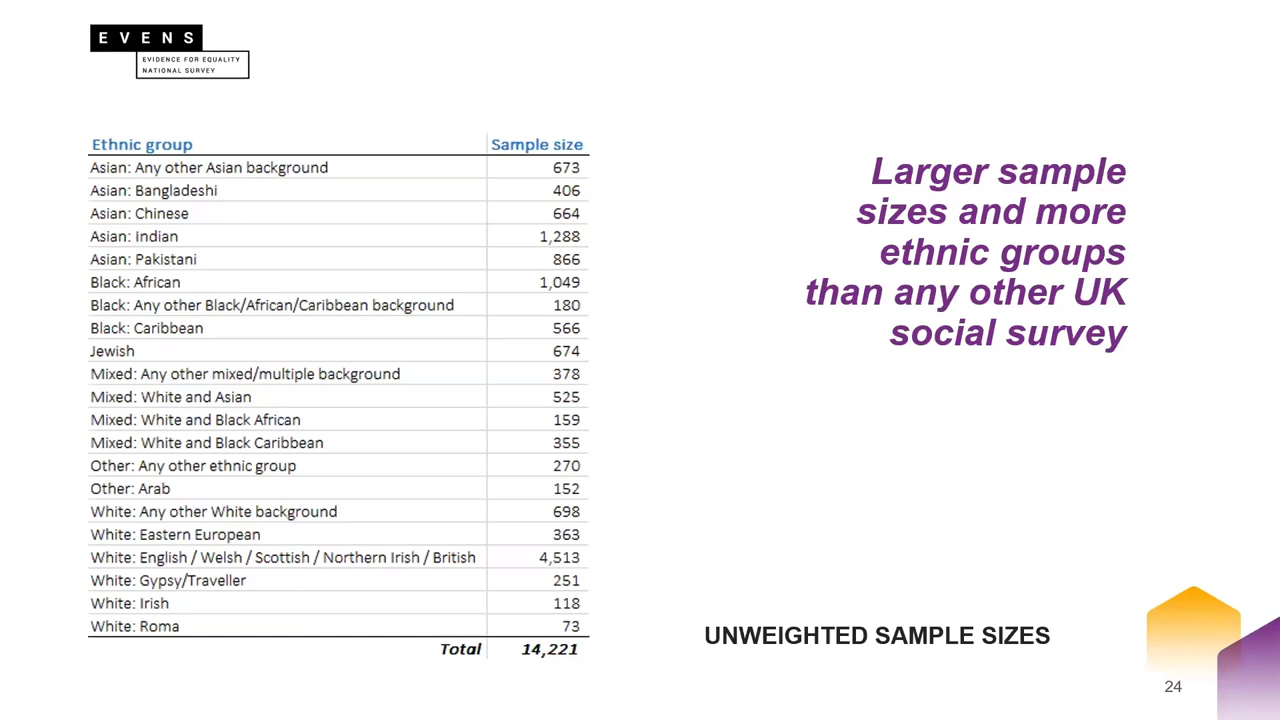 EVENS
EVIDENCE FOR EQUALITY
NATIONAL SURVEY
Ethnic group Sample size
Asian: Any other Asian background 673
Asian: Bangladeshi 406
Asian: Chinese 664
Asian: Indian 1,288
Asian: Pakistani 866
Black: African 1,049
Black: Any other Black/African/Caribbean background 180
Black: Caribbean 566
Jewish 674
Mixed: Any other mixed/multiple background 378
Mixed: White and Asian 525
Mixed: White and Black African 159
Mixed: White and Black Caribbean 355
Other: Any other ethnic group 270
Other: Arab 152
White: Any other White background 698
White: Eastern European 363
White: English / Welsh / Scottish / Northern Irish / British 4,513
White: Gypsy/Traveller 251
White: Irish 118
White: Roma 73
Total 14,221
Larger sample
sizes and more
ethnic groups
than any other UK
social survey
UNWEIGHTED SAMPLE SIZES
24